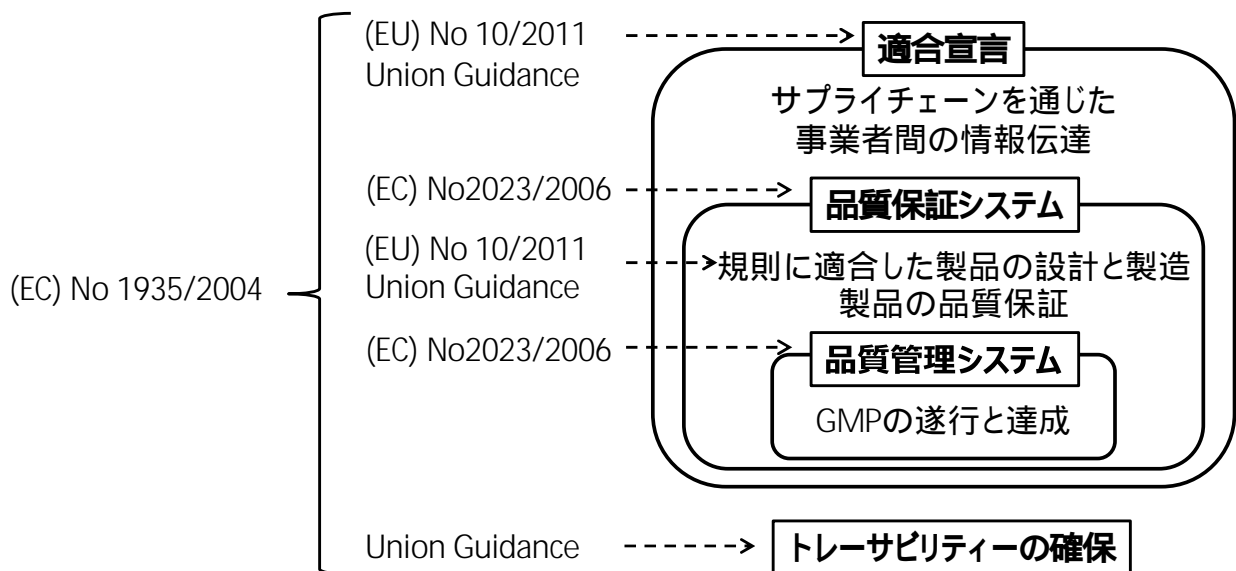 (EU) No 10/2011
Union Guidance
適合宣言
サプライチェーンを通じた
事業者間の情報伝達
(EC) No2023/2006
品質保証システム
(EU) No 10/2011
Union Guidance
規則に適合した製品の設計と製造
製品の品質保証
(EC) No 1935/2004
(EC) No2023/2006
品質管理システム
GMPの遂行と達成
Union Guidance
トレーサビリティーの確保